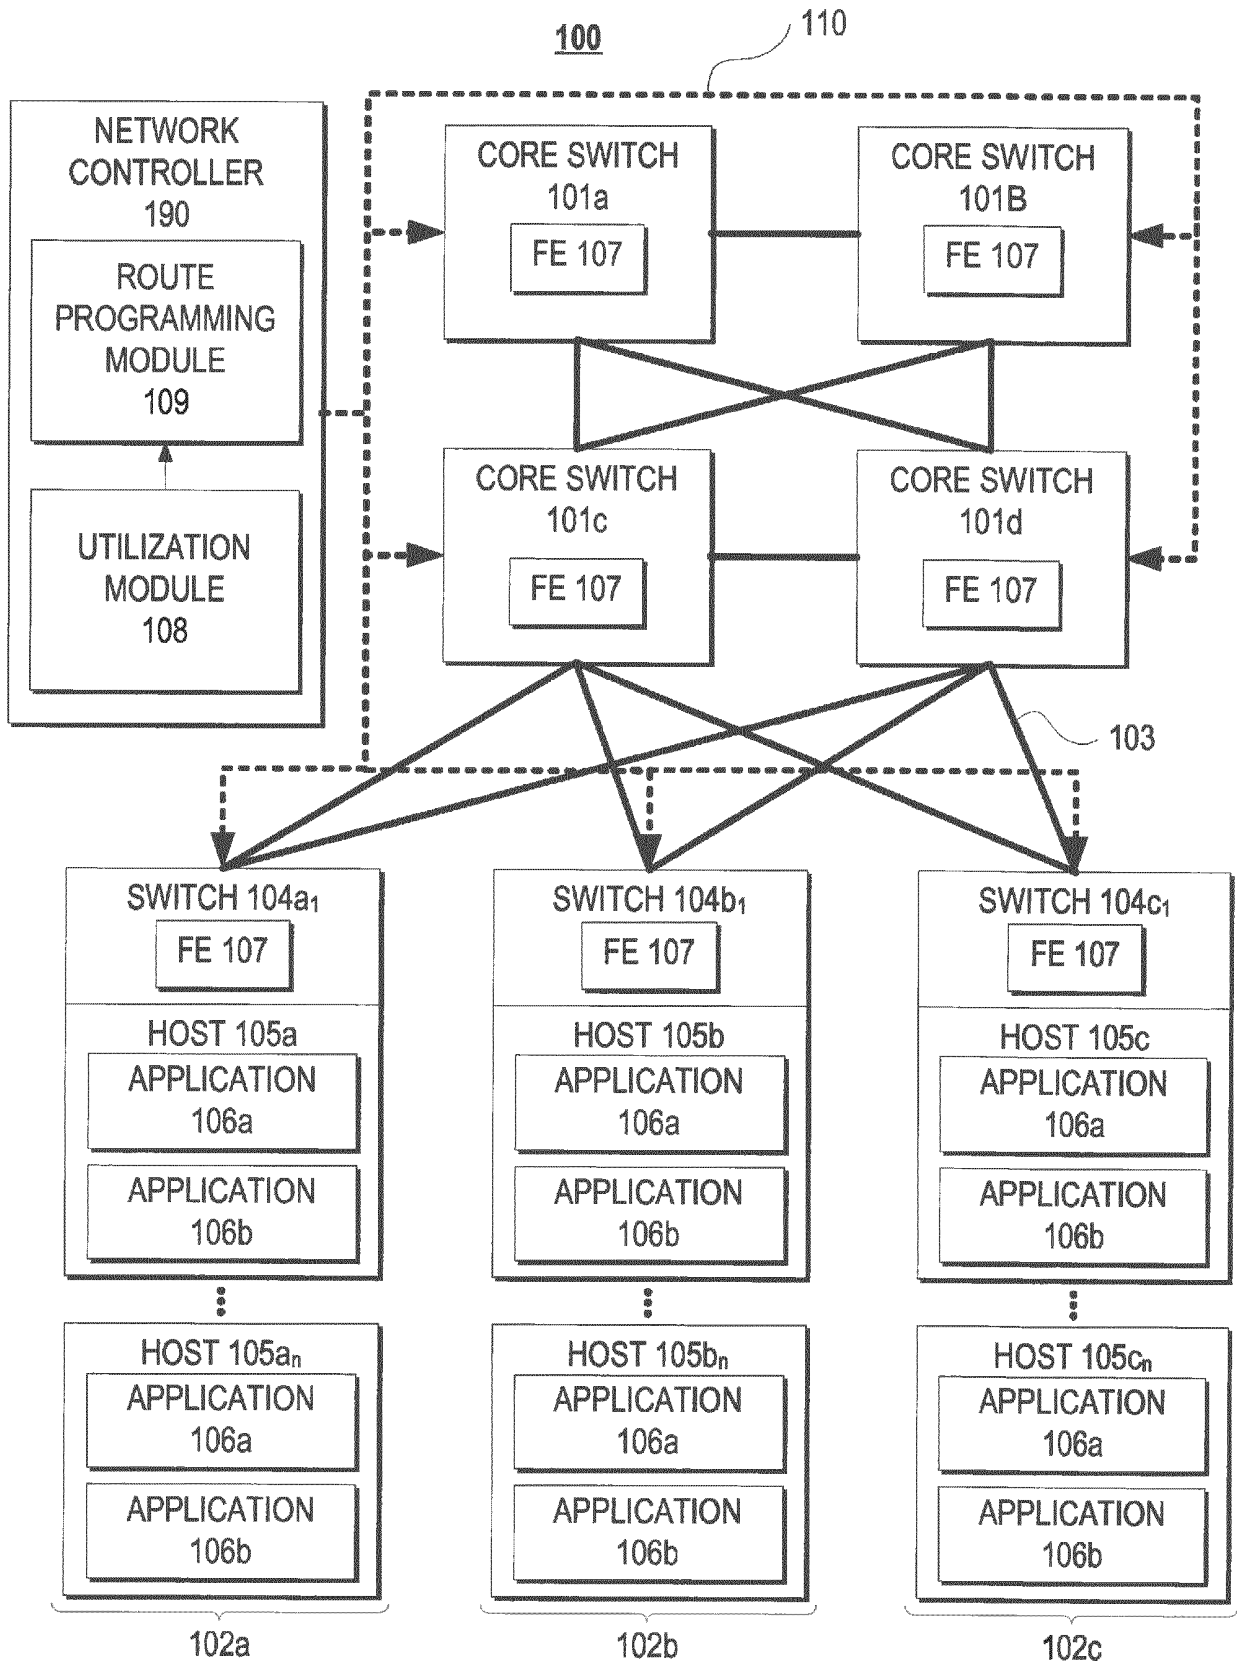 100
110
NETWORK
CONTROLLER
190
ROUTE
PROGRAMMING
MODULE
109
UTILIZATION
MODULE
108
CORE SWITCH
101a
FE 107
CORE SWITCH
101B
FE 107
CORE SWITCH
101c
FE 107
CORE SWITCH
101d
FE 107
103
SWITCH 104a1
FE 107
HOST 105a
APPLICATION
106a
APPLICATION
106b
HOST 105an
APPLICATION
106a
APPLICATION
106b
102a
SWITCH 104b1
FE 107
HOST 105b
APPLICATION
106a
APPLICATION
106b
HOST 105bn
APPLICATION
106a
APPLICATION
106b
102b
SWITCH 104c1
FE 107
HOST 105c
APPLICATION
106a
APPLICATION
106b
HOST 105cn
APPLICATION
106a
APPLICATION
106b
102c